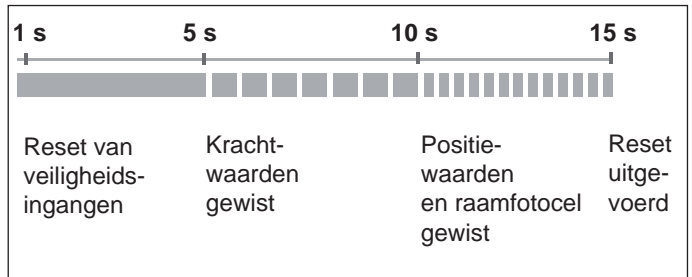 1 s 5 s 10 s 15 s
Reset van
veiligheids-
ingangen
Kracht-
waarden
gewist
Positie-
waarden
en raamfotocel
gewist
Reset
uitge-
voerd